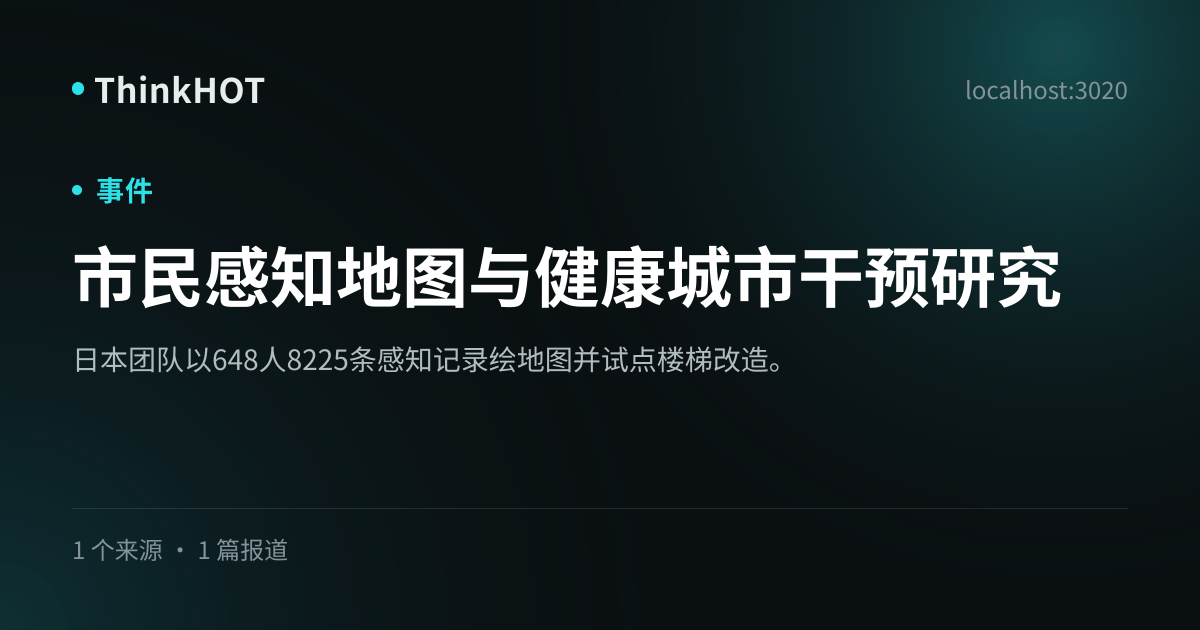 ThinkHOT
localhost:3020
事件
市民感知地图与健康城市干预研究
日本团队以648人8225条感知记录绘地图并试点楼梯改造。
1 个来源 · 1 篇报道